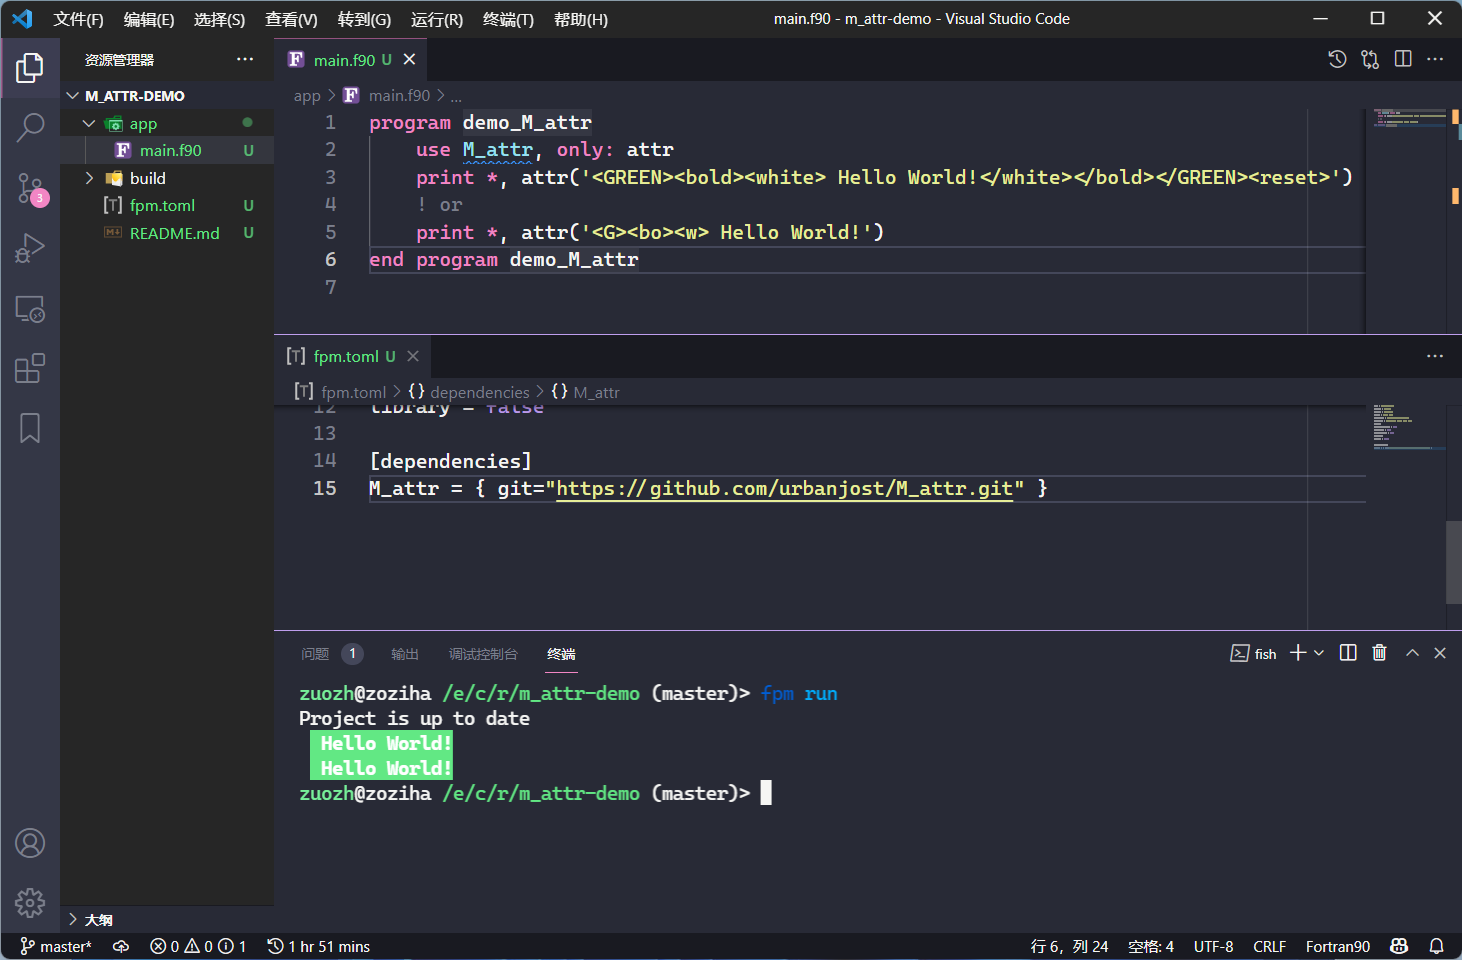 文件(F) 编辑(E) 选择(S) 查看(V) 转到(G) 运行(R) 终端(T) 帮助(H) main.f90 - m_attr-demo - Visual Studio Code
资源管理器
M_ATTR-DEMO
app
main.f90 U
build
fpm.toml U
README.md U
大纲
3
main.f90 U
app > main.f90 > ...
1 program demo_M_attr
2 use M_attr, only: attr
3 print *, attr('<GREEN><bold><white> Hello World!</white></bold></GREEN><reset>')
4 ! or
5 print *, attr('<G><bo><w> Hello World!')
6 end program demo_M_attr
7
[T] fpm.toml U
[T] fpm.toml > {} dependencies > {} M_attr
12 library = false
13
14 [dependencies]
15 M_attr = { git="https://github.com/urbanjost/M_attr.git" }
问题 1 输出 调试控制台 终端 fish
zuozh@zoziha /e/c/r/m_attr-demo (master)> fpm run
Project is up to date
Hello World!
Hello World!
zuozh@zoziha /e/c/r/m_attr-demo (master)>
master* 0 0 1 1 hr 51 mins 行 6，列 24 空格: 4 UTF-8 CRLF Fortran90